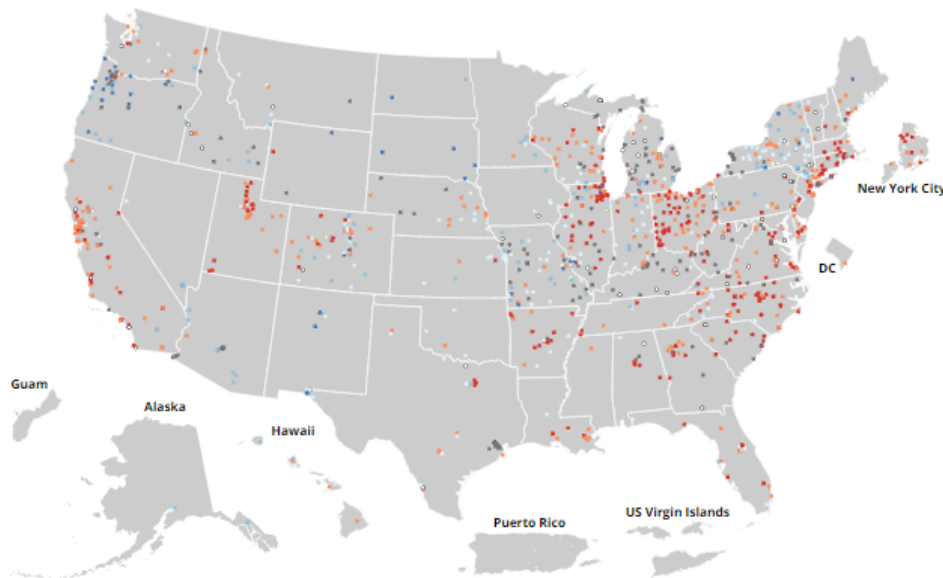 New York City
DC
Guam
Alaska
Hawaii
US Virgin Islands
Puerto Rico